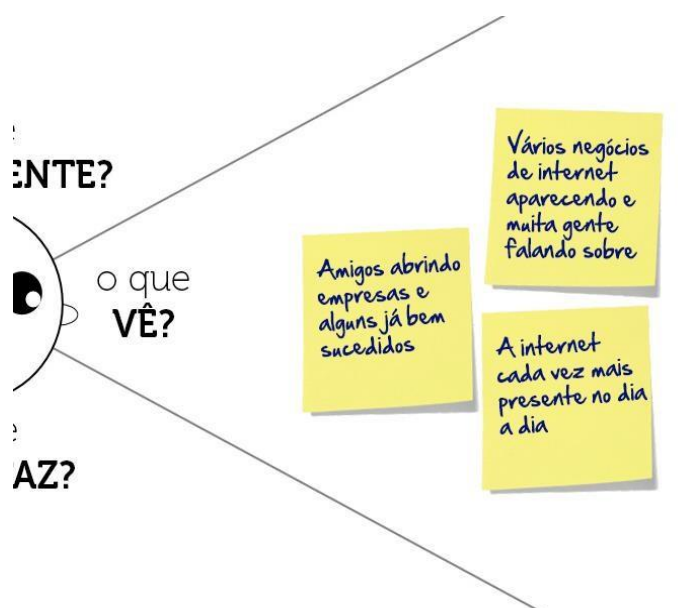 ENTE?
o que
VÊ?
AZ?
Amigos abrindo
empresas e
alguns já bem
sucedidos
Vários negócios
de internet
aparecendo e
muita gente
falando sobre
A internet
cada vez mais
presente no dia
a dia